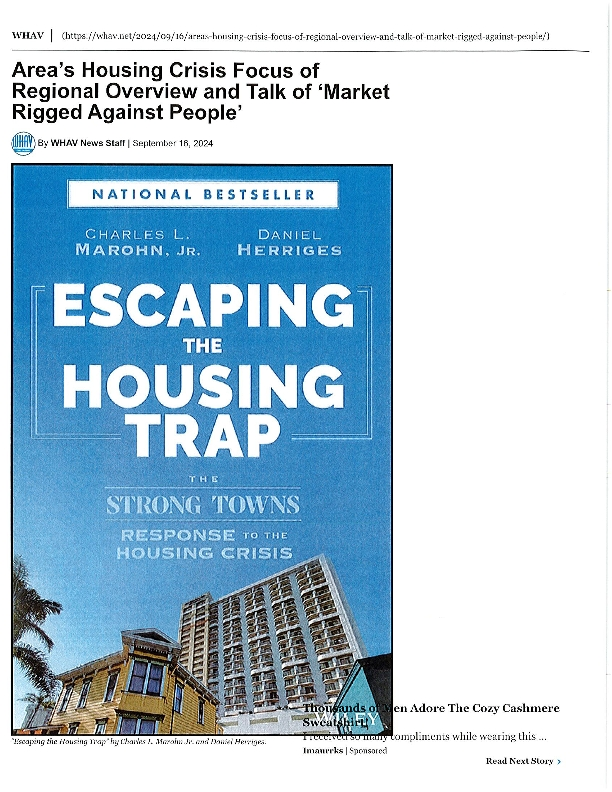 WHAV | (https://whav.net/2024/09/16/areas-housing-crisis-focus-of-regional-overview-and-talk-of-market-rigged-against-people/)
Area's Housing Crisis Focus of
Regional Overview and Talk of 'Market
Rigged Against People'
WHAV
By WHAV News Staff | September 16, 2024
NATIONAL BESTSELLER
CHARLES L.
MAROHN, JR.
DANIEL
HERRIGES
ESCAPING
THE
HOUSING
TRAP
THE
STRONG TOWNS
RESPONSE TO THE
HOUSING CRISIS
WILEY
"Escaping the Housing Trap" by Charles L. Marohn Jr. and Daniel Herriges.
Thousands of Men Adore The Cozy Cashmere
Sweatshirt!
I received so many compliments while wearing this ...
Imaurrks | Sponsored
Read Next Story >